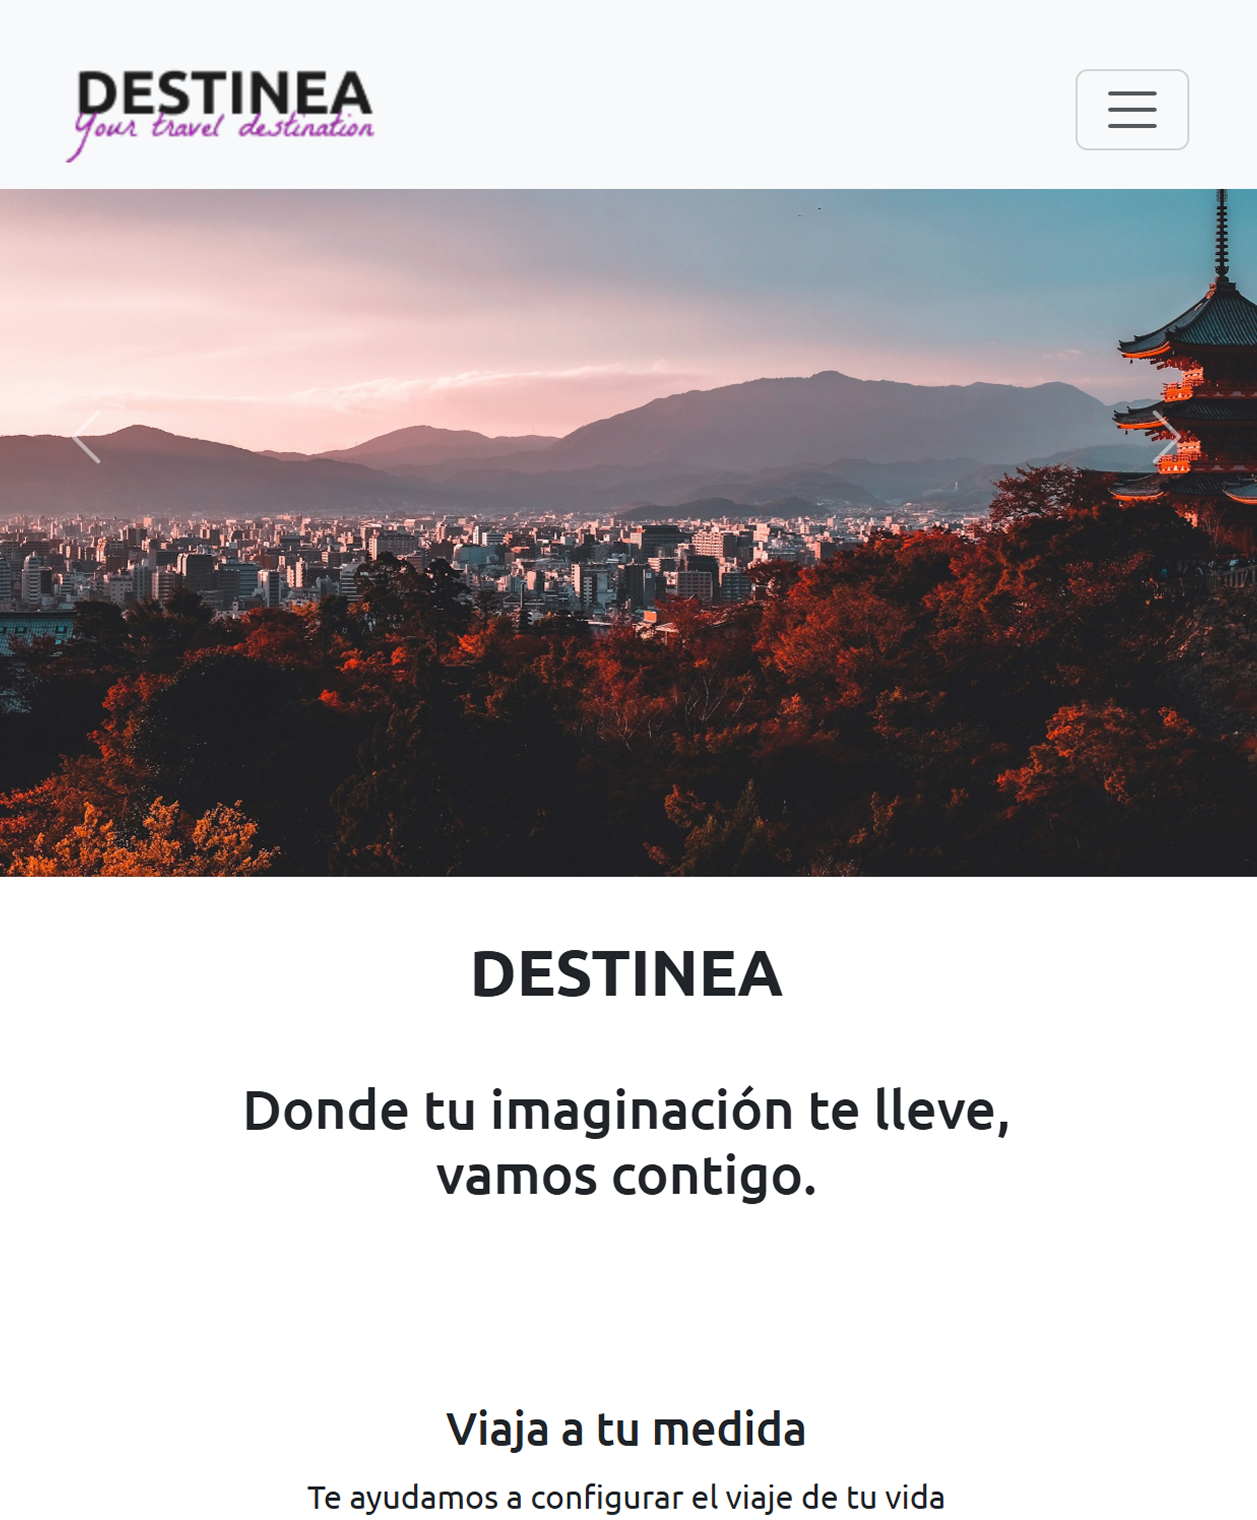 DESTINEA
Your travel destination
DESTINEA
Donde tu imaginación te lleve,
vamos contigo.
Viaja a tu medida
Te ayudamos a configurar el viaje de tu vida